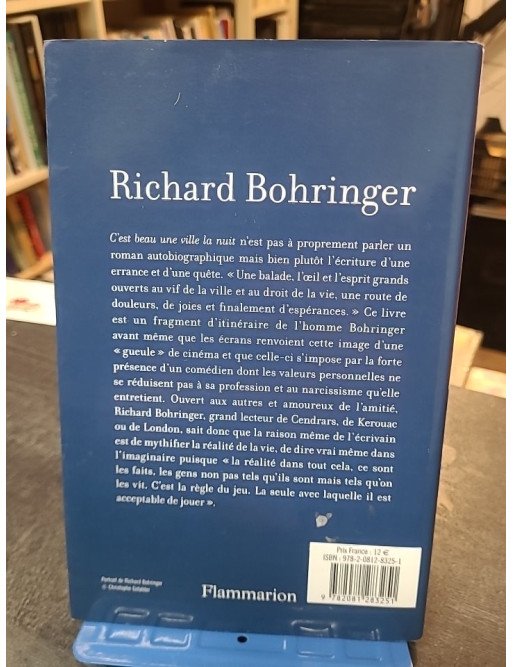 Richard Bohringer
C'est beau une ville la nuit n'est pas à proprement parler un
roman autobiographique mais bien plutôt l'écriture d'une
errance et d'une quête. « Une balade, l'œil et l'esprit grands
ouverts au vif de la ville et au droit de la vie, une route de
douleurs, de joies et finalement d'espérances. » Ce livre
est un fragment d'itinéraire de l'homme Bohringer
avant même que les écrans renvoient cette image d'une
« gueule » de cinéma et que celle-ci s'impose par la forte
présence d'un comédien dont les valeurs personnelles ne
se réduisent pas à sa profession et au narcissisme qu'elle
entretient. Ouvert aux autres et amoureux de l'amitié,
Richard Bohringer, grand lecteur de Cendrars, de Kerouac
ou de London, sait donc que la raison même de l'écrivain
est de mythifier la réalité de la vie, de dire vrai même dans
l'imaginaire puisque « la réalité dans tout cela, ce sont
les faits, les gens non pas tels qu'ils sont mais tels qu'on
les vit. C'est la règle du jeu. La seule avec laquelle il est
acceptable de jouer ».
Prix France : 12 €
ISBN : 978-2-0812-8325-1
Portrait de Richard Bohringer
© Christophe
Flammarion
9 782081 283251